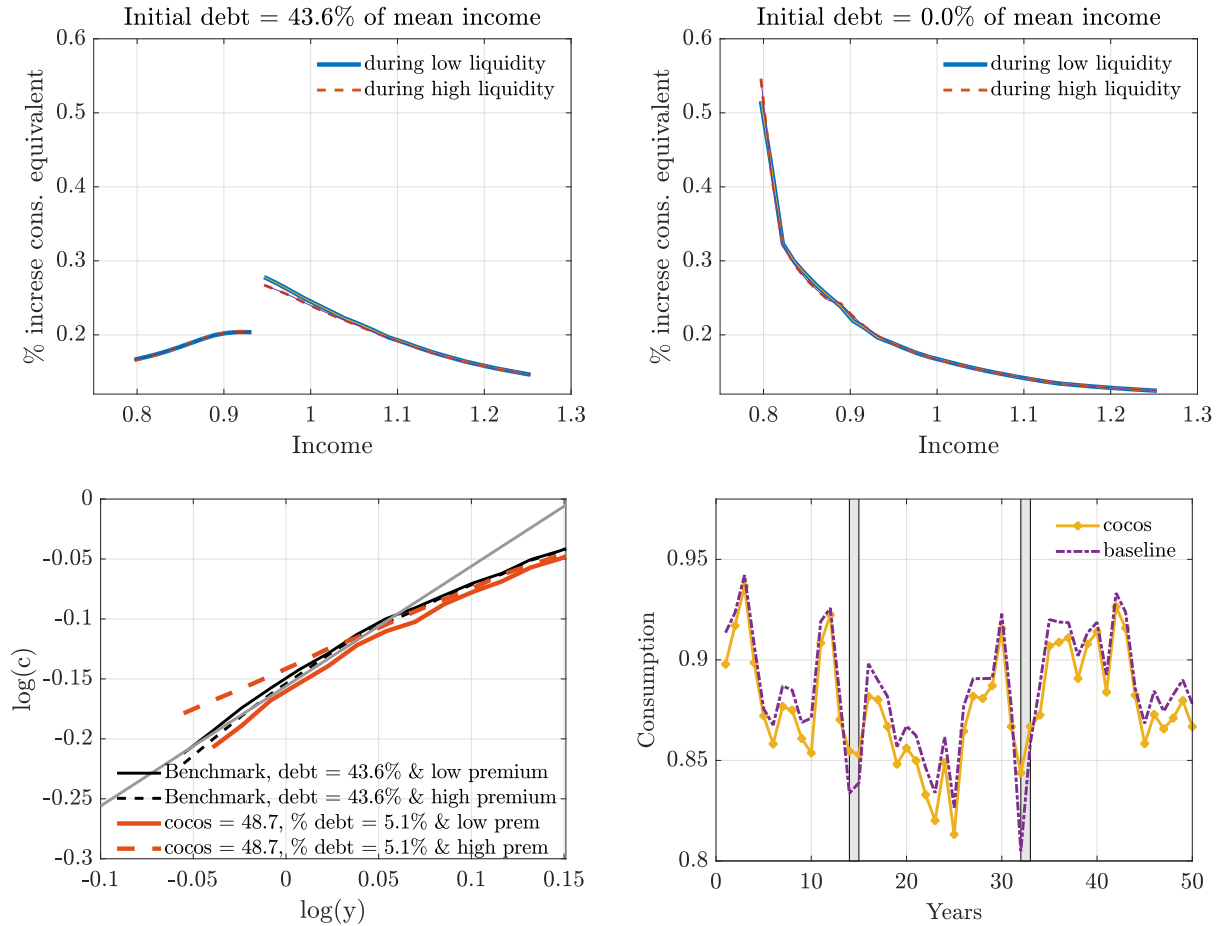 Initial debt = 43.6% of mean income
0.6
0.5
0.4
0.3
0.2
% increse cons. equivalent
during low liquidity
during high liquidity
0.8 0.9 1 1.1 1.2 1.3
Income
Initial debt = 0.0% of mean income
0.6
0.5
0.4
0.3
0.2
% increse cons. equivalent
during low liquidity
during high liquidity
0.8 0.9 1 1.1 1.2 1.3
Income
0
-0.05
-0.1
-0.15
-0.2
-0.25
-0.3
log(c)
Benchmark, debt = 43.6% & low premium
Benchmark, debt = 43.6% & high premium
cocos = 48.7, % debt = 5.1% & low prem
cocos = 48.7, % debt = 5.1% & high prem
-0.1 -0.05 0 0.05 0.1 0.15
log(y)
0.95
0.9
0.85
0.8
Consumption
cocos
baseline
0 10 20 30 40 50
Years